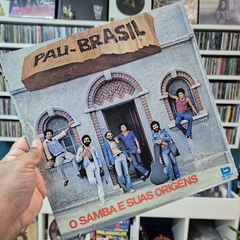 PAU-BRASIL
O SAMBA E SUAS ORIGENS